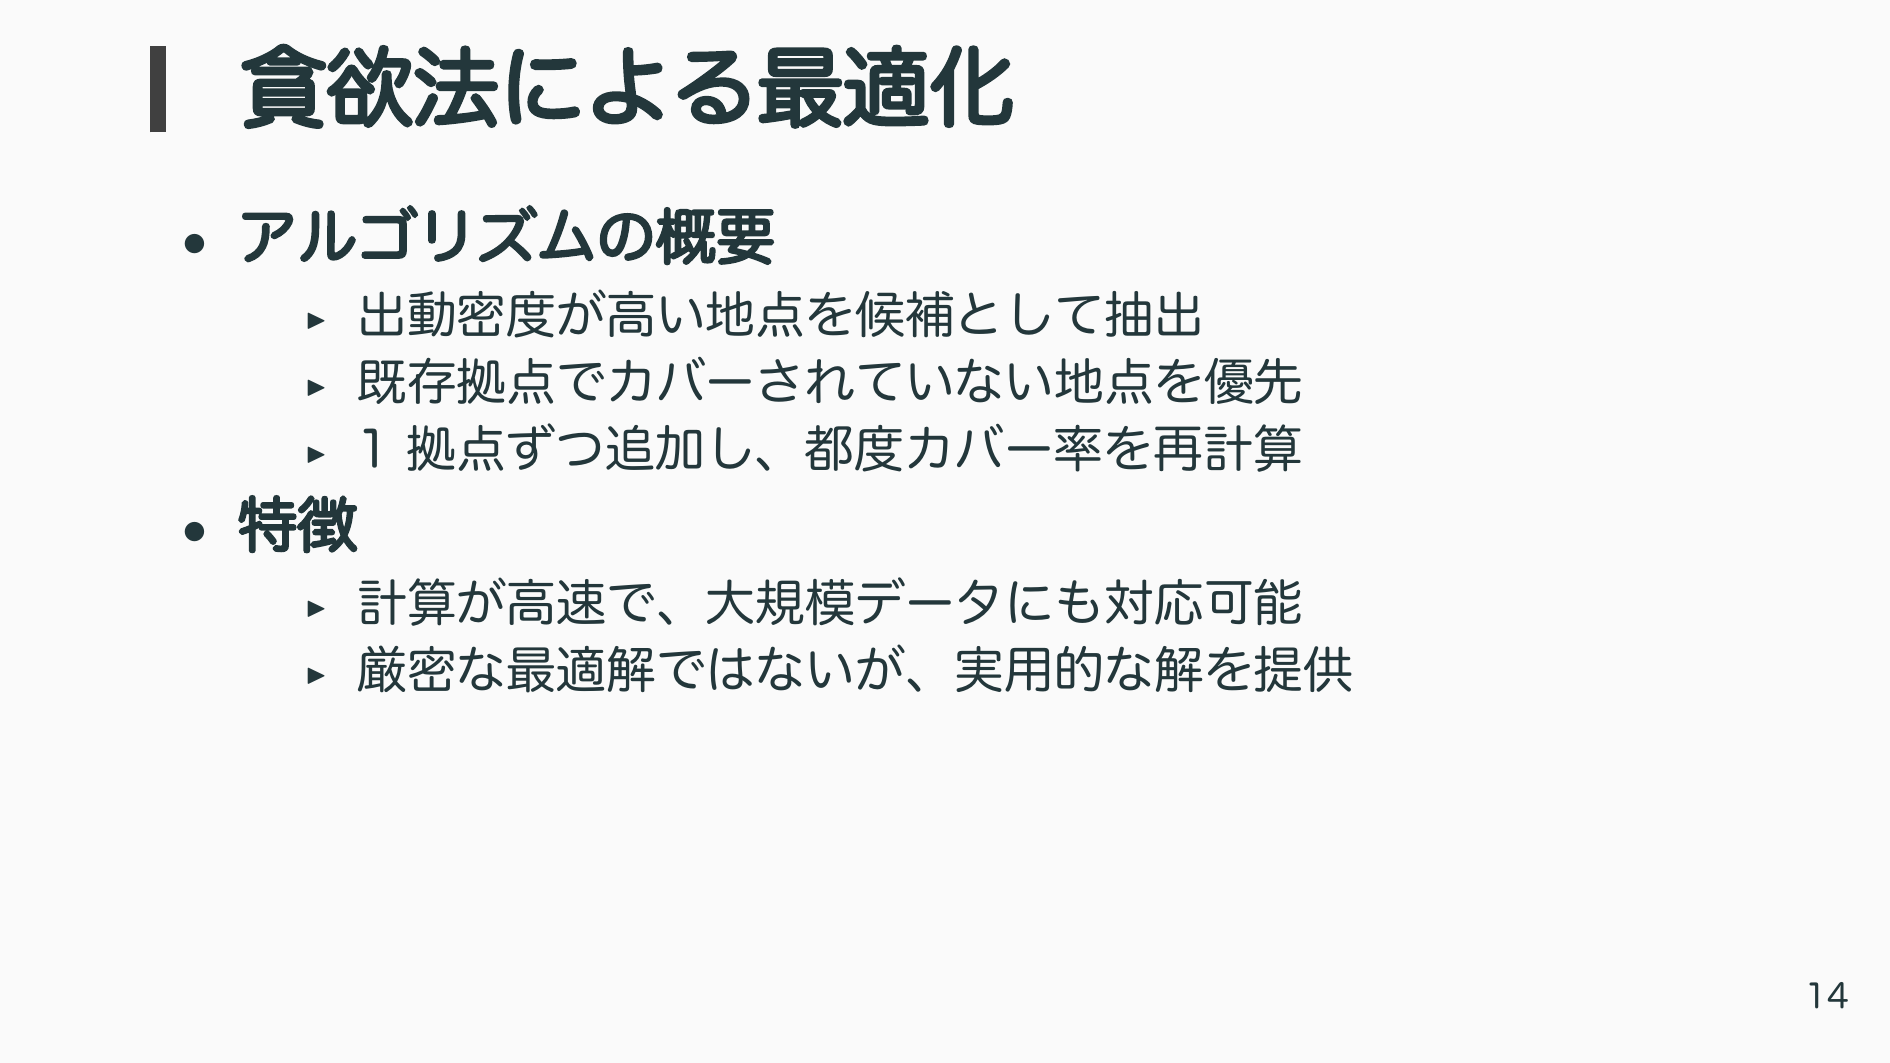 貪欲法による最適化
• アルゴリズムの概要
▸ 出動密度が高い地点を候補として抽出
▸ 既存拠点でカバーされていない地点を優先
▸ 1 拠点ずつ追加し、都度カバー率を再計算
• 特徴
▸ 計算が高速で、大規模データにも対応可能
▸ 厳密な最適解ではないが、実用的な解を提供
14